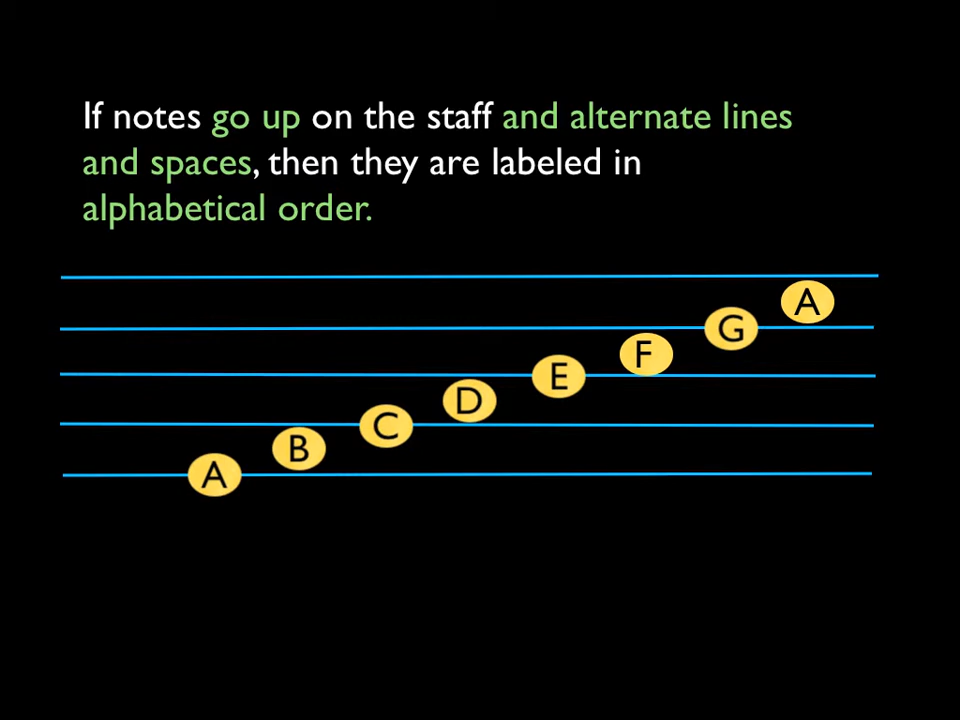 If notes go up on the staff and alternate lines
and spaces, then they are labeled in
alphabetical order.
A
B
C
D
E
F
G
A